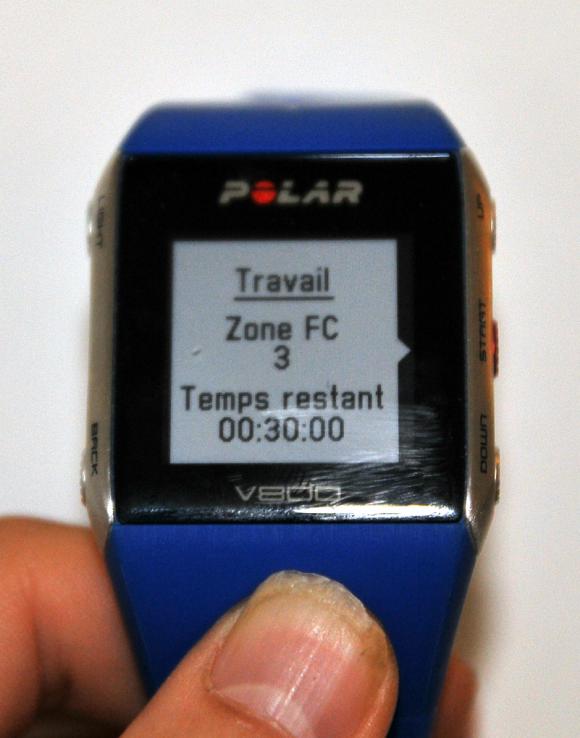 POLAR
LIGHT
UP
Travail
Zone FC
3
START
Temps restant
00:30:00
BACK
DOWN
V800